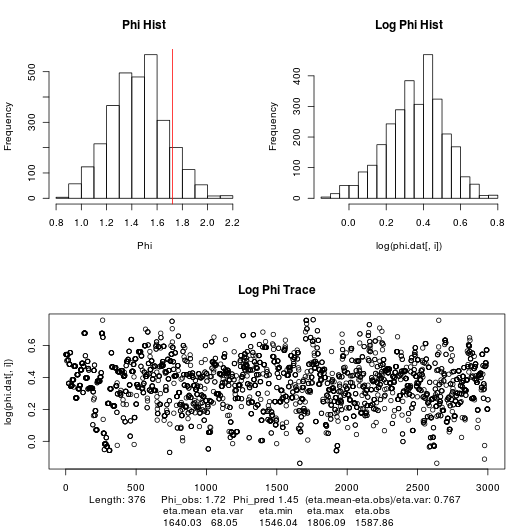 Phi Hist
Log Phi Hist
Frequency
0 100 300 500
0.8 1.0 1.2 1.4 1.6 1.8 2.0 2.2
Phi
Frequency
0 100 200 300 400
0.0 0.2 0.4 0.6 0.8
log(phi.dat[, i])
Log Phi Trace
log(phi.dat[, i])
0.0 0.2 0.4 0.6
0 500 1000 1500 2000 2500 3000
Length: 376 Phi_obs: 1.72 Phi_pred 1.45 (eta.mean-eta.obs)/eta.var: 0.767
eta.mean eta.var eta.min eta.max eta.obs
1640.03 68.05 1546.04 1806.09 1587.86